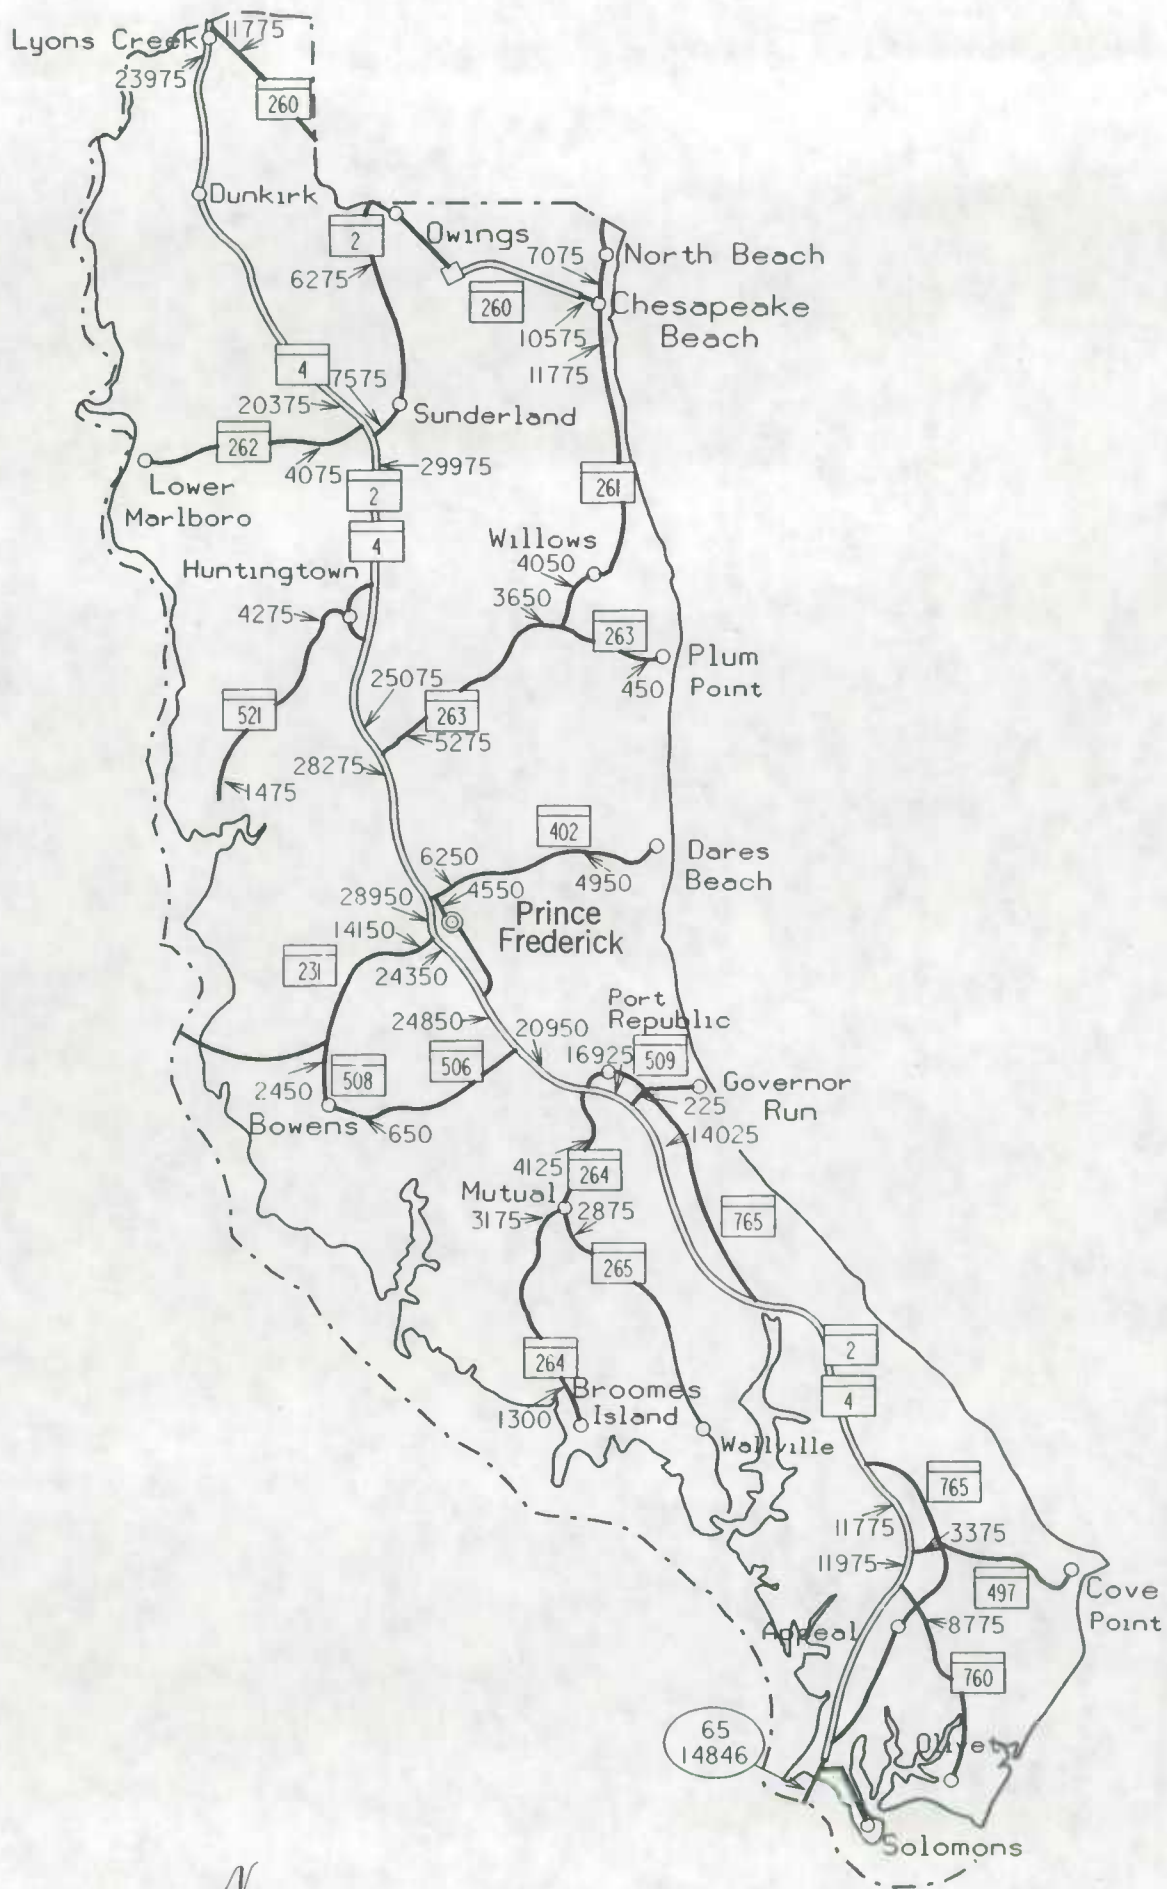 11775
Lyons Creek
23975
260
Dunkirk
2
Owings
6275
7075
North Beach
260
Chesapeake
Beach
10575
11775
4
7575
20375
Sunderland
262
4075
29975
Lower
Marlboro
2
261
4
Willows
4050
Huntingtown
4275
3650
263
Plum
Point
450
25075
521
263
5275
28275
1475
402
6250
4550
4950
Dares
Beach
28950
Prince
Frederick
14150
231
24350
Port
Republic
24850
20950
16925
509
506
2450
508
Governor
Run
225
Bowens
650
14025
4125
264
Mutual
3175
2875
765
265
2
264
4
Broomes
Island
1300
Wallville
765
11775
3375
11975
497
Cove
Point
Appeal
8775
760
65
14846
Olivet
Solomons
N